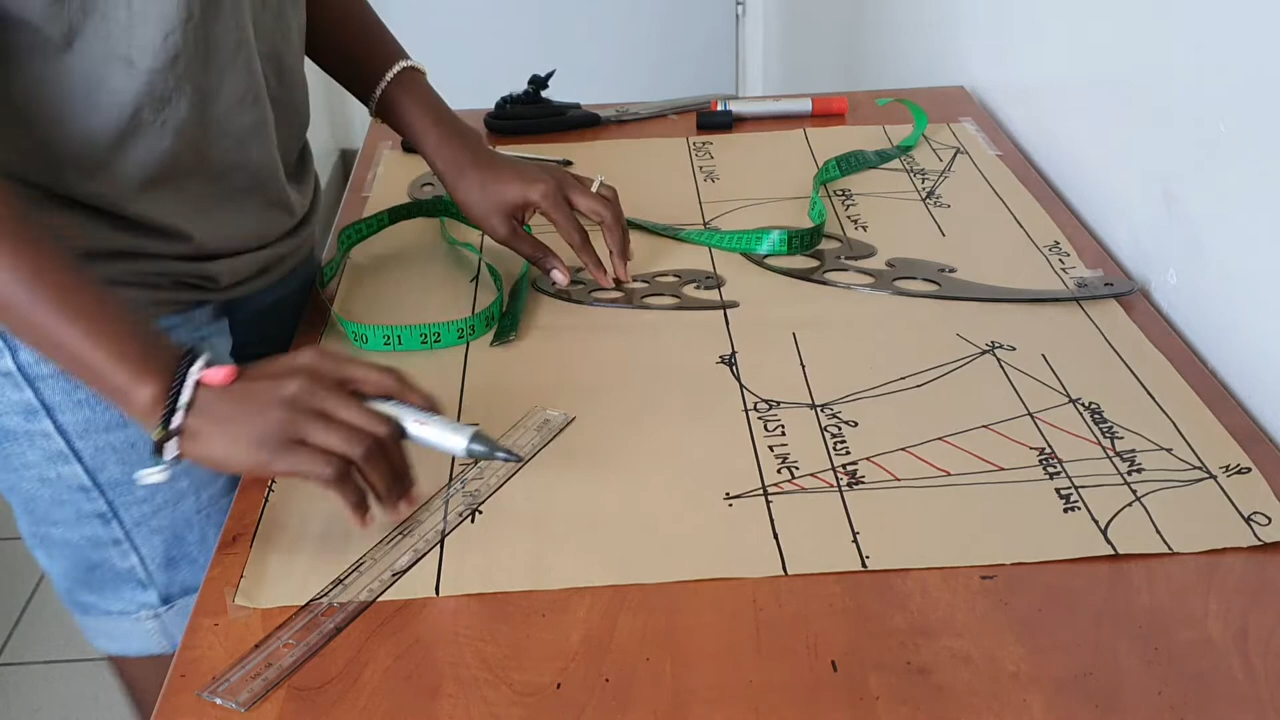 BUST LINE
BACK LINE
TOP-L
20 21 22 23 24
SP
BUST LINE
CHEST LINE
SHOULDER LINE
NECK LINE
NP
O